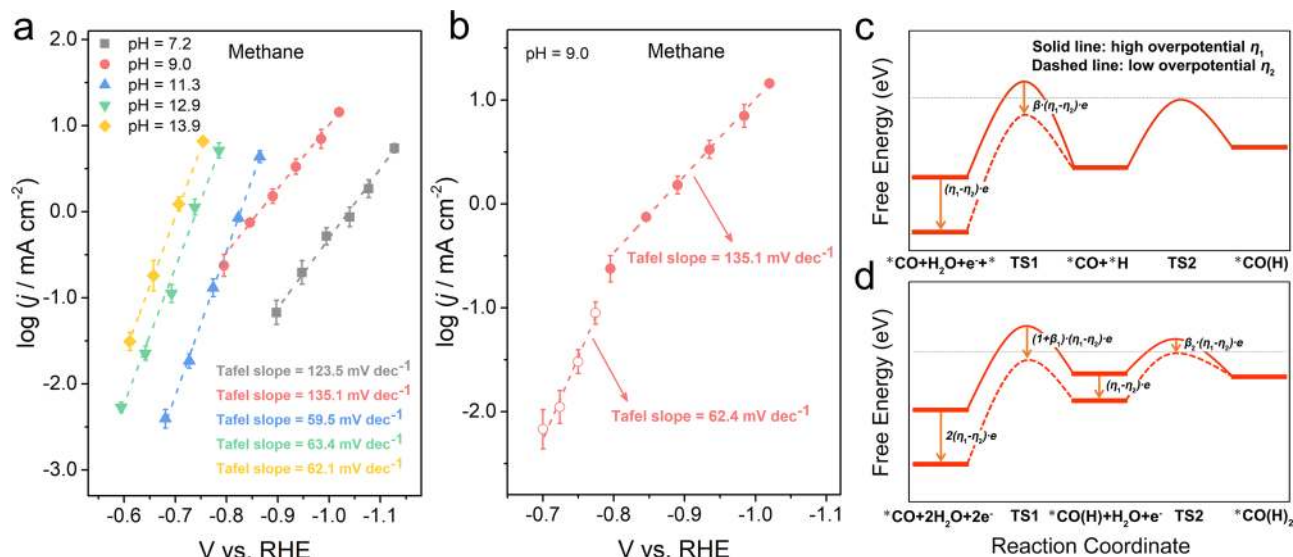 a
Methane
pH = 7.2
pH = 9.0
pH = 11.3
pH = 12.9
pH = 13.9
log (j / mA cm⁻²)
2.0
1.0
0.0
-1.0
-2.0
-3.0
Tafel slope = 123.5 mV dec⁻¹
Tafel slope = 135.1 mV dec⁻¹
Tafel slope = 59.5 mV dec⁻¹
Tafel slope = 63.4 mV dec⁻¹
Tafel slope = 62.1 mV dec⁻¹
-0.6 -0.7 -0.8 -0.9 -1.0 -1.1
V vs. RHE
b
pH = 9.0 Methane
log (j / mA cm⁻²)
1.0
0.0
-1.0
-2.0
Tafel slope = 135.1 mV dec⁻¹
Tafel slope = 62.4 mV dec⁻¹
-0.7 -0.8 -0.9 -1.0 -1.1
V vs. RHE
c
Solid line: high overpotential η₁
Dashed line: low overpotential η₂
Free Energy (eV)
β·(η₁-η₂)·e
(η₁-η₂)·e
*CO+H₂O+e⁻+* TS1 *CO+*H TS2 *CO(H)
d
Free Energy (eV)
(1+β₁)·(η₁-η₂)·e
β₂·(η₁-η₂)·e
(η₁-η₂)·e
2(η₁-η₂)·e
*CO+2H₂O+2e⁻ TS1 *CO(H)+H₂O+e⁻ TS2 *CO(H)₂
Reaction Coordinate